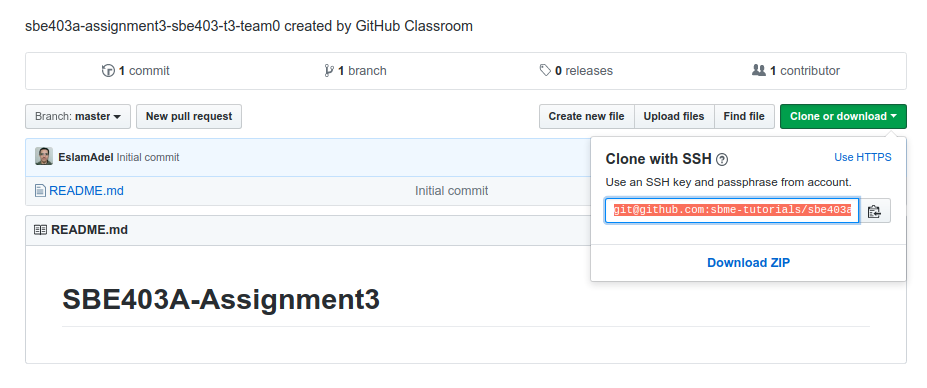 sbe403a-assignment3-sbe403-t3-team0 created by GitHub Classroom
1 commit
1 branch
0 releases
1 contributor
Branch: master
New pull request
Create new file
Upload files
Find file
Clone or download
EslamAdel Initial commit
README.md
Initial commit
Clone with SSH
Use HTTPS
Use an SSH key and passphrase from account.
git@github.com:sbme-tutorials/sbe403a
Download ZIP
README.md
SBE403A-Assignment3